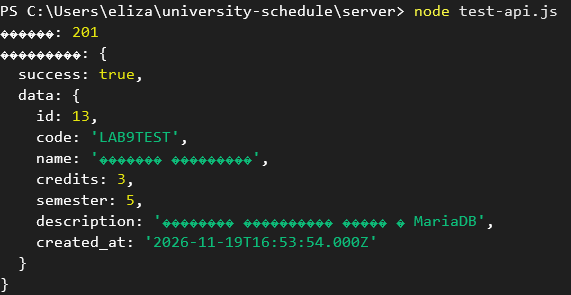 PS C:\Users\eliza\university-schedule\server> node test-api.js
������: 201
���������: {
  success: true,
  data: {
    id: 13,
    code: 'LAB9TEST',
    name: '������� ���������',
    credits: 3,
    semester: 5,
    description: '�������� ���������� ����� � MariaDB',
    created_at: '2026-11-19T16:53:54.000Z'
  }
}